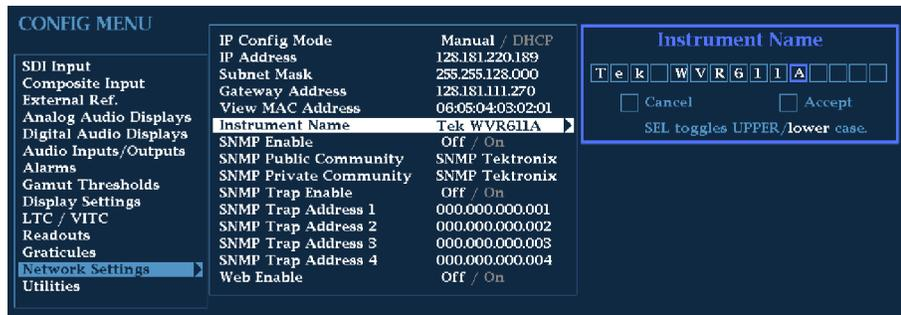 CONFIG MENU
SDI Input
Composite Input
External Ref.
Analog Audio Displays
Digital Audio Displays
Audio Inputs/Outputs
Alarms
Gamut Thresholds
Display Settings
LTC / VITC
Readouts
Graticules
Network Settings
Utilities
IP Config Mode Manual / DHCP
IP Address 128.181.220.189
Subnet Mask 255.255.128.000
Gateway Address 128.181.111.270
View MAC Address 06:05:04:03:02:01
Instrument Name Tek WVR611A
SNMP Enable Off / On
SNMP Public Community SNMP Tektronix
SNMP Private Community SNMP Tektronix
SNMP Trap Enable Off / On
SNMP Trap Address 1 000.000.000.001
SNMP Trap Address 2 000.000.000.002
SNMP Trap Address 3 000.000.000.003
SNMP Trap Address 4 000.000.000.004
Web Enable Off / On
Instrument Name
Tek WVR611A
Cancel Accept
SEL toggles UPPER/lower case.